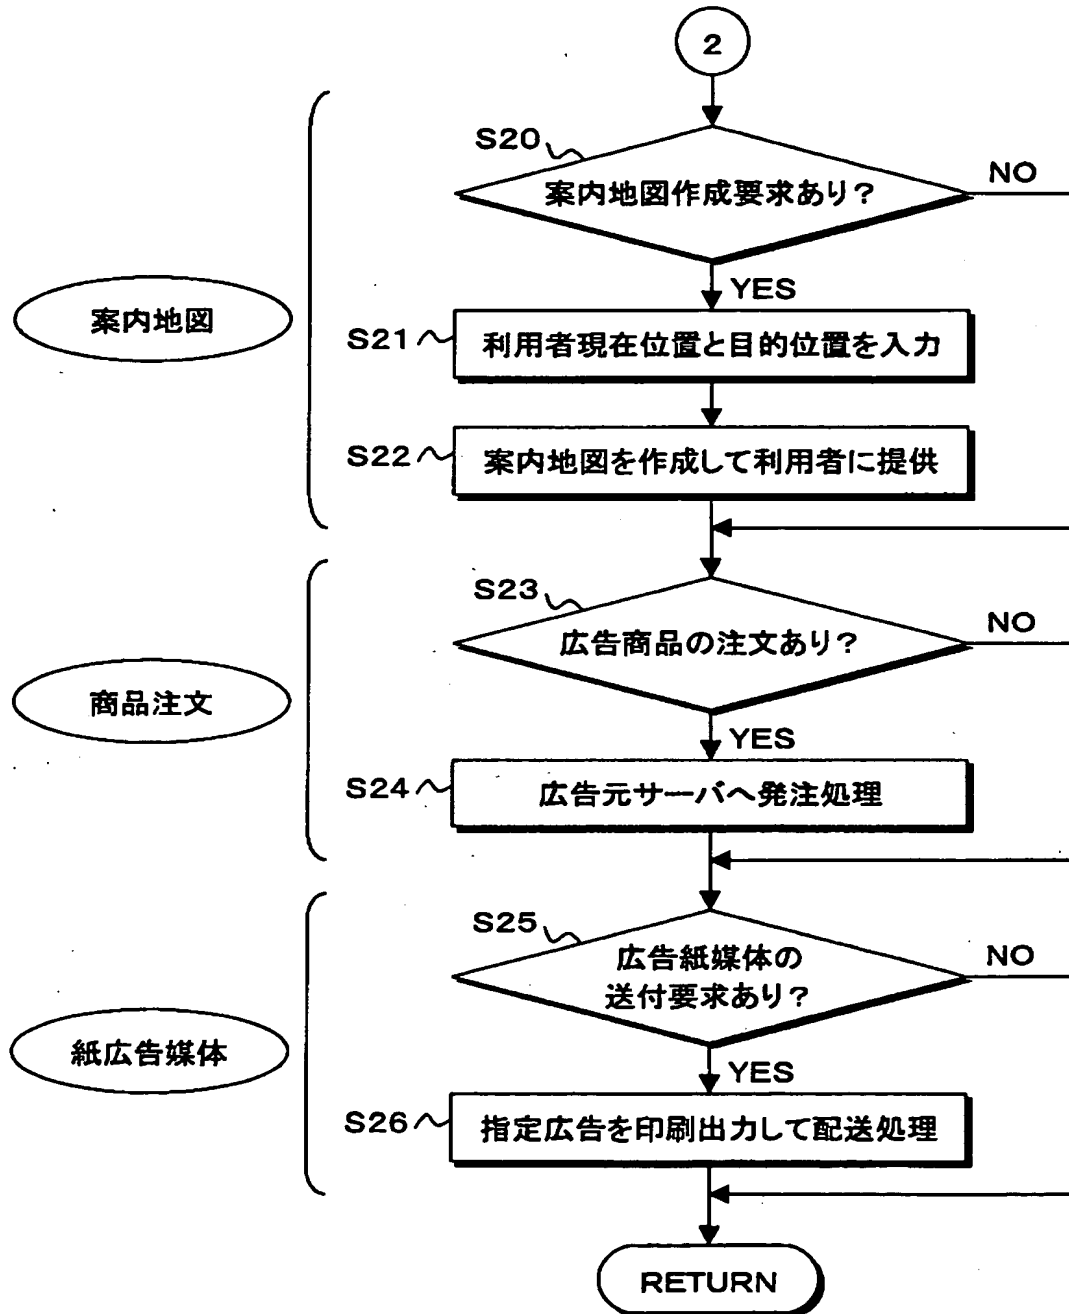 2
S20
案内地図作成要求あり?
NO
YES
案内地図
S21
利用者現在位置と目的位置を入力
S22
案内地図を作成して利用者に提供
S23
広告商品の注文あり?
NO
YES
商品注文
S24
広告元サーバへ発注処理
S25
広告紙媒体の
送付要求あり?
NO
YES
紙広告媒体
S26
指定広告を印刷出力して配送処理
RETURN